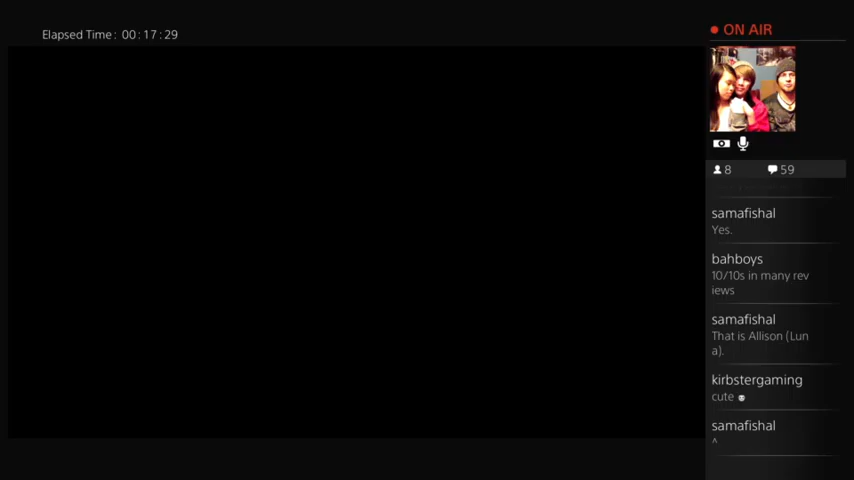 Elapsed Time: 00:17:29
ON AIR
8 59
samafishal
Yes.
bahboys
10/10s in many rev
iews
samafishal
That is Allison (Lun
a).
kirbstergaming
cute
samafishal
^